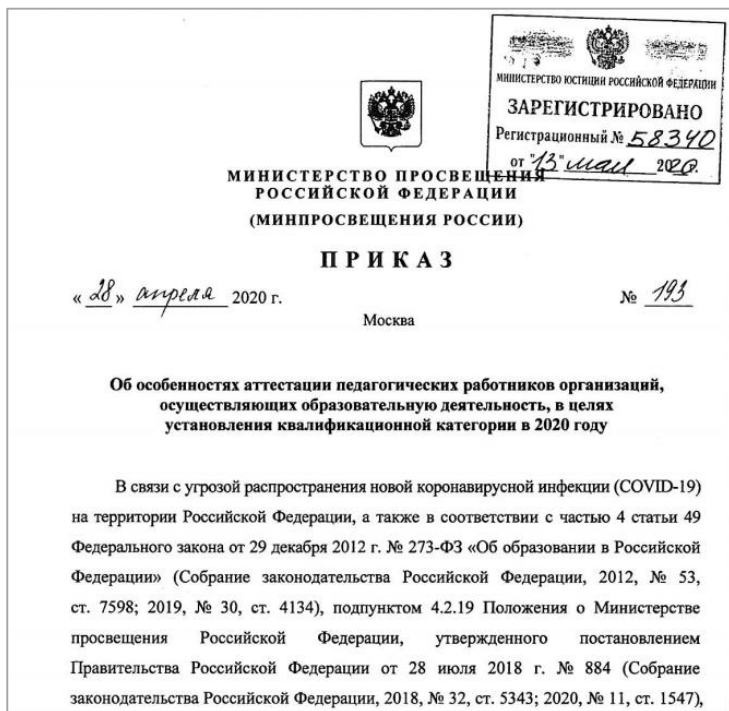 МИНИСТЕРСТВО ЮСТИЦИИ РОССИЙСКОЙ ФЕДЕРАЦИИ
ЗАРЕГИСТРИРОВАНО
Регистрационный № 58340
от "13" мая 2020.
МИНИСТЕРСТВО ПРОСВЕЩЕНИЯ
РОССИЙСКОЙ ФЕДЕРАЦИИ
(МИНПРОСВЕЩЕНИЯ РОССИИ)
ПРИКАЗ
« 28 » апреля 2020 г. № 193
Москва
Об особенностях аттестации педагогических работников организаций,
осуществляющих образовательную деятельность, в целях
установления квалификационной категории в 2020 году
В связи с угрозой распространения новой коронавирусной инфекции (COVID-19)
на территории Российской Федерации, а также в соответствии с частью 4 статьи 49
Федерального закона от 29 декабря 2012 г. № 273-ФЗ «Об образовании в Российской
Федерации» (Собрание законодательства Российской Федерации, 2012, № 53,
ст. 7598; 2019, № 30, ст. 4134), подпунктом 4.2.19 Положения о Министерстве
просвещения Российской Федерации, утвержденного постановлением
Правительства Российской Федерации от 28 июля 2018 г. № 884 (Собрание
законодательства Российской Федерации, 2018, № 32, ст. 5343; 2020, № 11, ст. 1547),